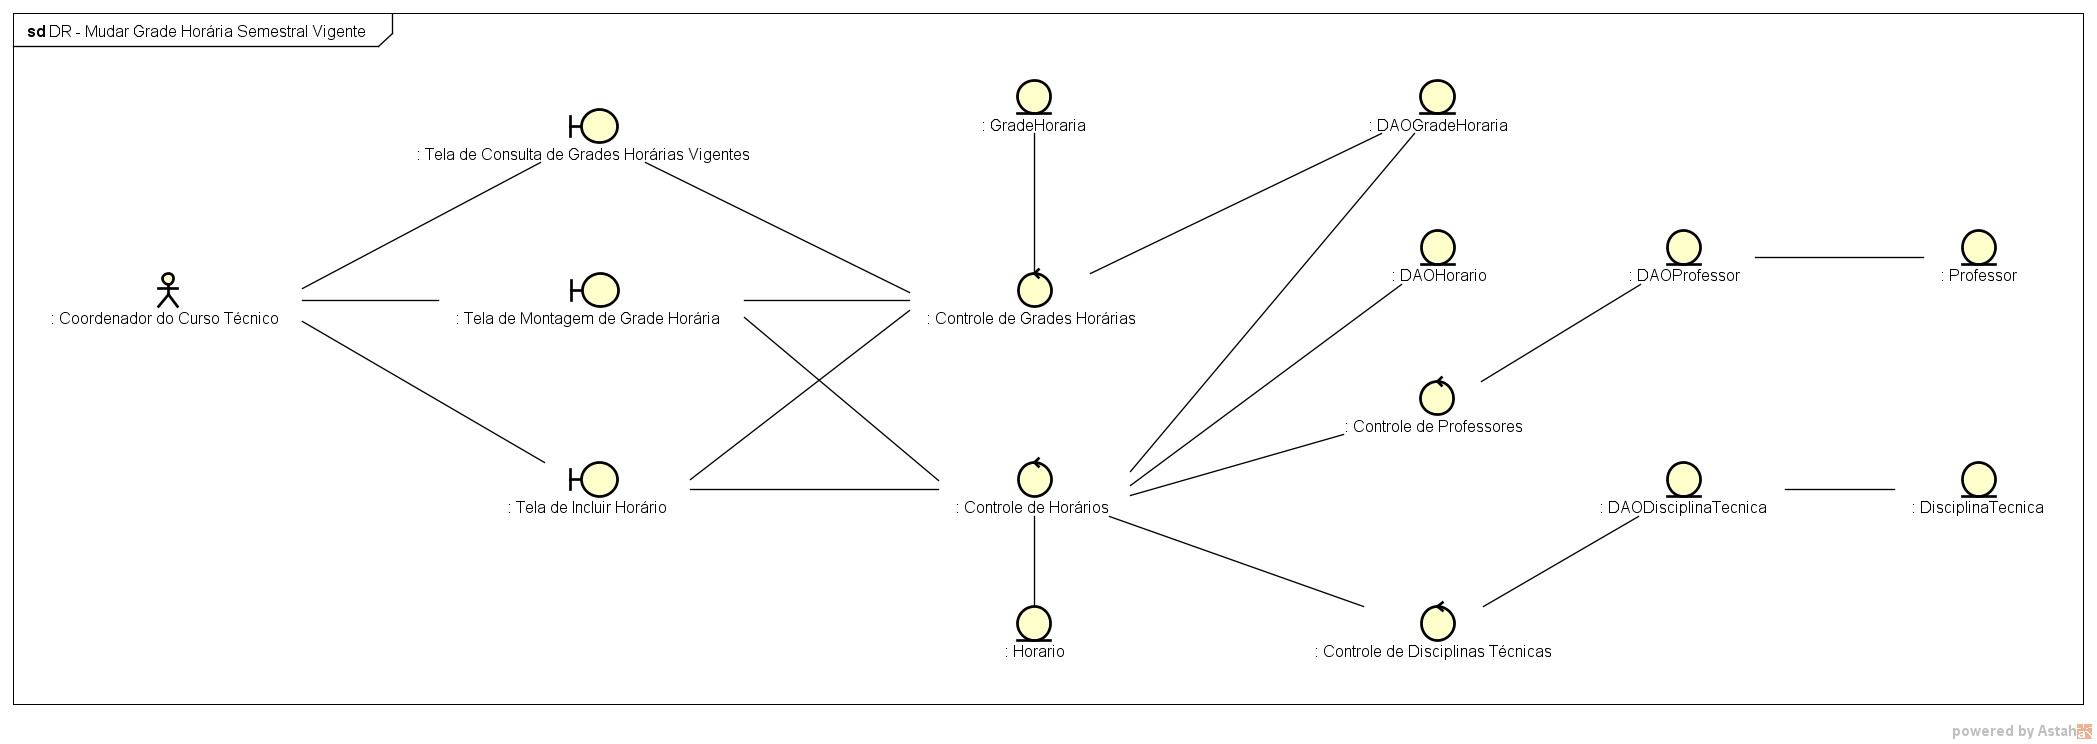 sd DR - Mudar Grade Horária Semestral Vigente
: GradeHoraria
: DAOGradeHoraria
: Tela de Consulta de Grades Horárias Vigentes
: DAOHorario
: DAOProfessor
: Professor
: Coordenador do Curso Técnico
: Tela de Montagem de Grade Horária
: Controle de Grades Horárias
: Controle de Professores
: Tela de Incluir Horário
: Controle de Horários
: DAODisciplinaTecnica
: DisciplinaTecnica
: Horario
: Controle de Disciplinas Técnicas
powered by Astah